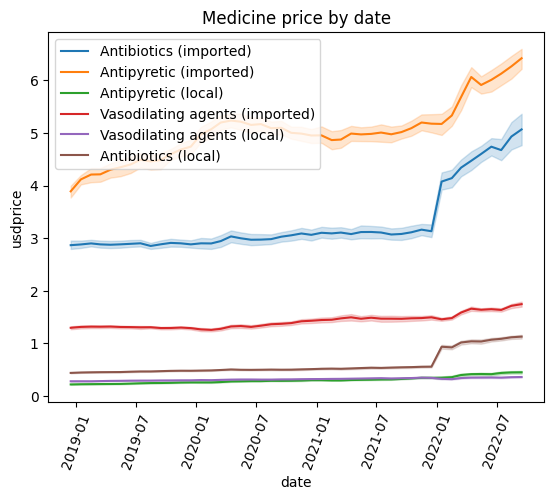 Medicine price by date
Antibiotics (imported)
Antipyretic (imported)
Antipyretic (local)
Vasodilating agents (imported)
Vasodilating agents (local)
Antibiotics (local)
usdprice
6
5
4
3
2
1
0
2019-01
2019-07
2020-01
2020-07
2021-01
2021-07
2022-01
2022-07
date